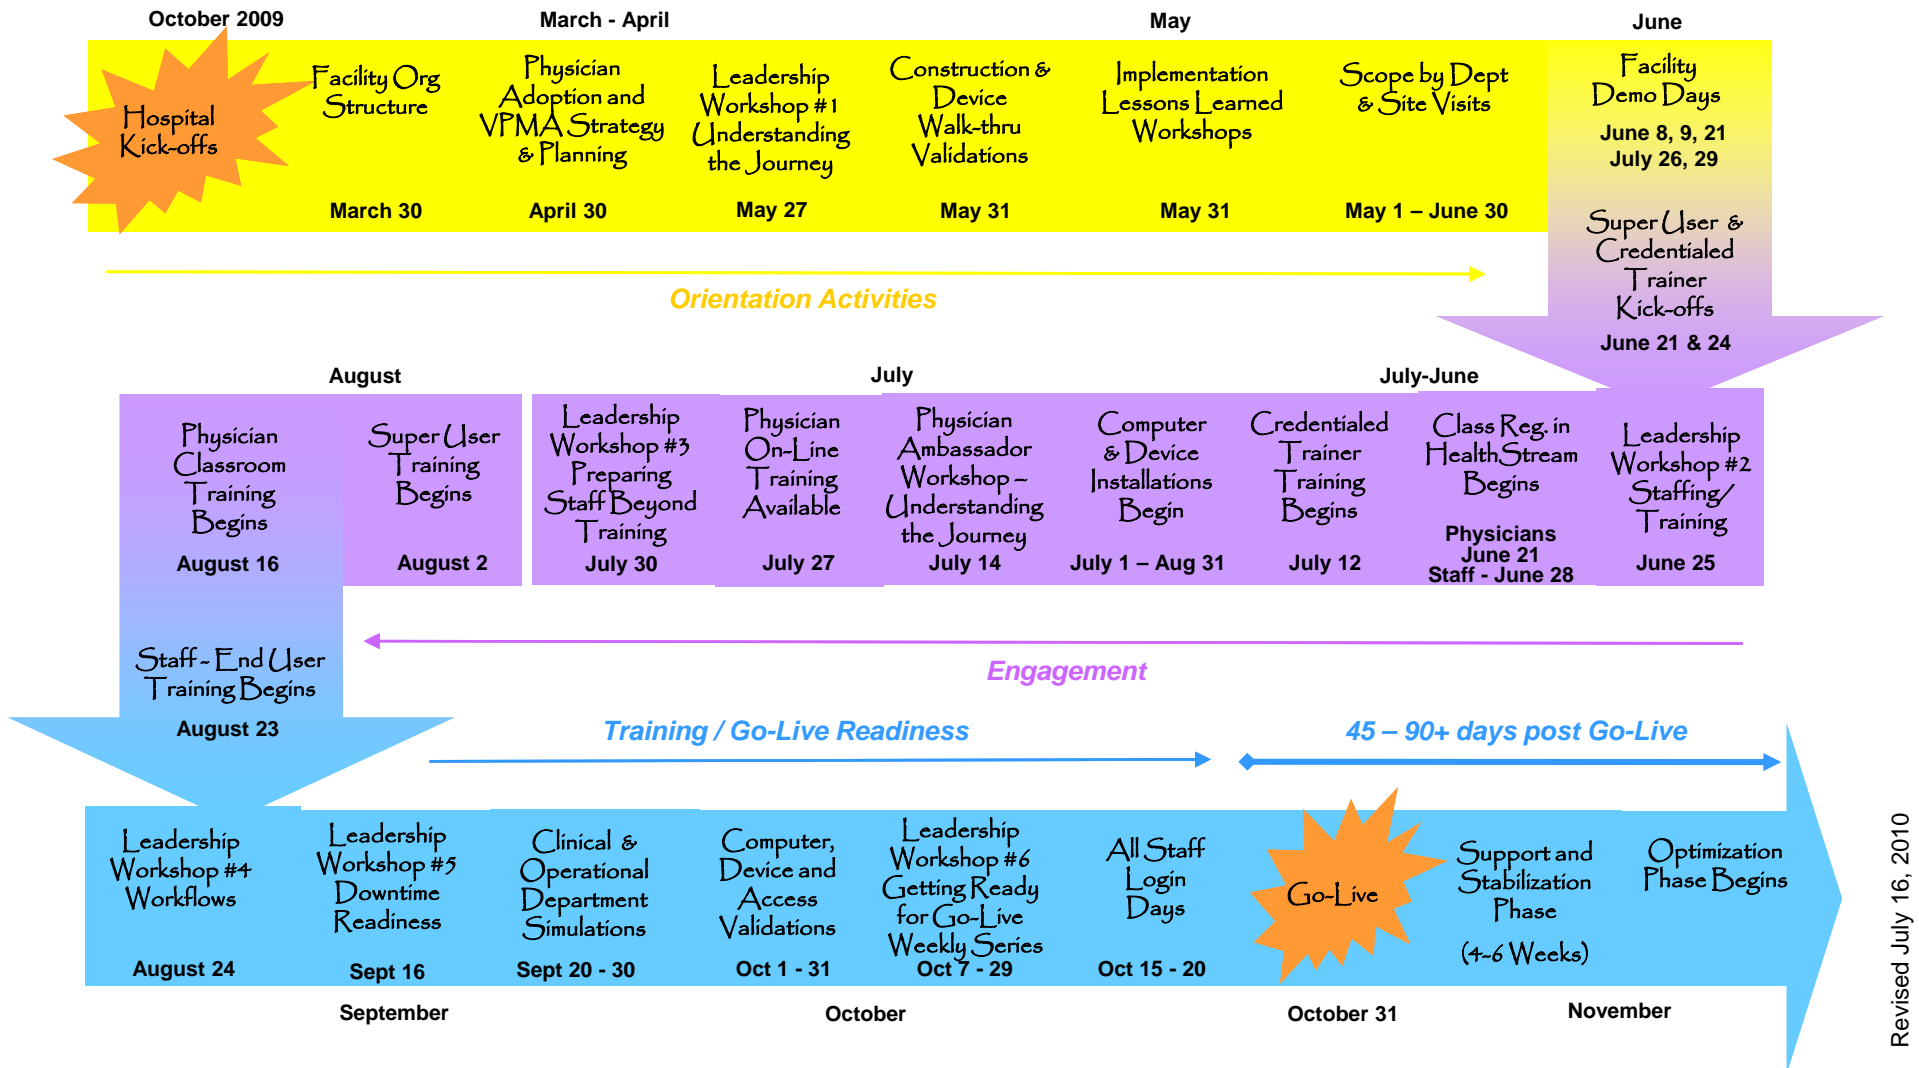 October 2009
March - April
May
June
Hospital
Kick-offs
Facility Org
Structure
March 30
Physician
Adoption and
VPMA Strategy
& Planning
April 30
Leadership
Workshop #1
Understanding
the Journey
May 27
Construction &
Device
Walk-thru
Validations
May 31
Implementation
Lessons Learned
Workshops
May 31
Scope by Dept
& Site Visits
May 1 – June 30
Facility
Demo Days
June 8, 9, 21
July 26, 29
Super User &
Credentialed
Trainer
Kick-offs
June 21 & 24
Orientation Activities
August
July
July-June
Physician
Classroom
Training
Begins
August 16
Super User
Training
Begins
August 2
Leadership
Workshop #3
Preparing
Staff Beyond
Training
July 30
Physician
On-Line
Training
Available
July 27
Physician
Ambassador
Workshop –
Understanding
the Journey
July 14
Computer
& Device
Installations
Begin
July 1 – Aug 31
Credentialed
Trainer
Training
Begins
July 12
Class Reg. in
HealthStream
Begins
Physicians
June 21
Staff - June 28
Leadership
Workshop #2
Staffing/
Training
June 25
Engagement
Staff - End User
Training Begins
August 23
Training / Go-Live Readiness
45 – 90+ days post Go-Live
Leadership
Workshop #4
Workflows
August 24
Leadership
Workshop #5
Downtime
Readiness
Sept 16
Clinical &
Operational
Department
Simulations
Sept 20 - 30
Computer,
Device and
Access
Validations
Oct 1 - 31
Leadership
Workshop #6
Getting Ready
for Go-Live
Weekly Series
Oct 7 - 29
All Staff
Login
Days
Oct 15 - 20
Go-Live
Support and
Stabilization
Phase
(4-6 Weeks)
Optimization
Phase Begins
September
October
October 31
November
Revised July 16, 2010